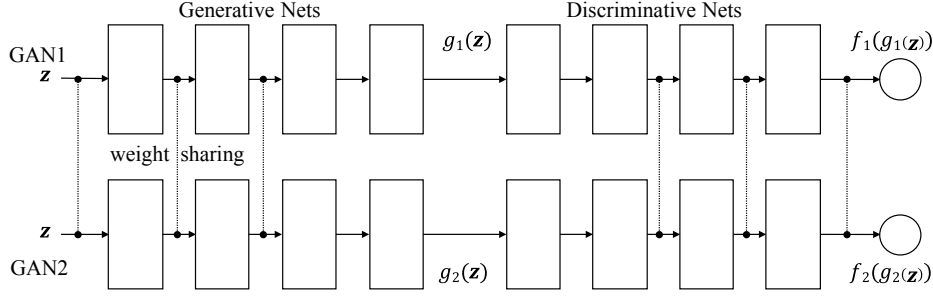 Generative Nets
Discriminative Nets
GAN1
z
g₁(z)
f₁(g₁(z))
weight sharing
z
GAN2
g₂(z)
f₂(g₂(z))